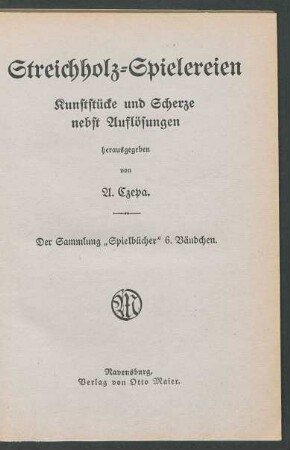 Streichholz-Spielereien
Kunststücke und Scherze
nebst Auflösungen
herausgegeben
von
A. Czepa.
Der Sammlung „Spielbücher“ 6. Bändchen.
M
Ravensburg,
Verlag von Otto Maier.